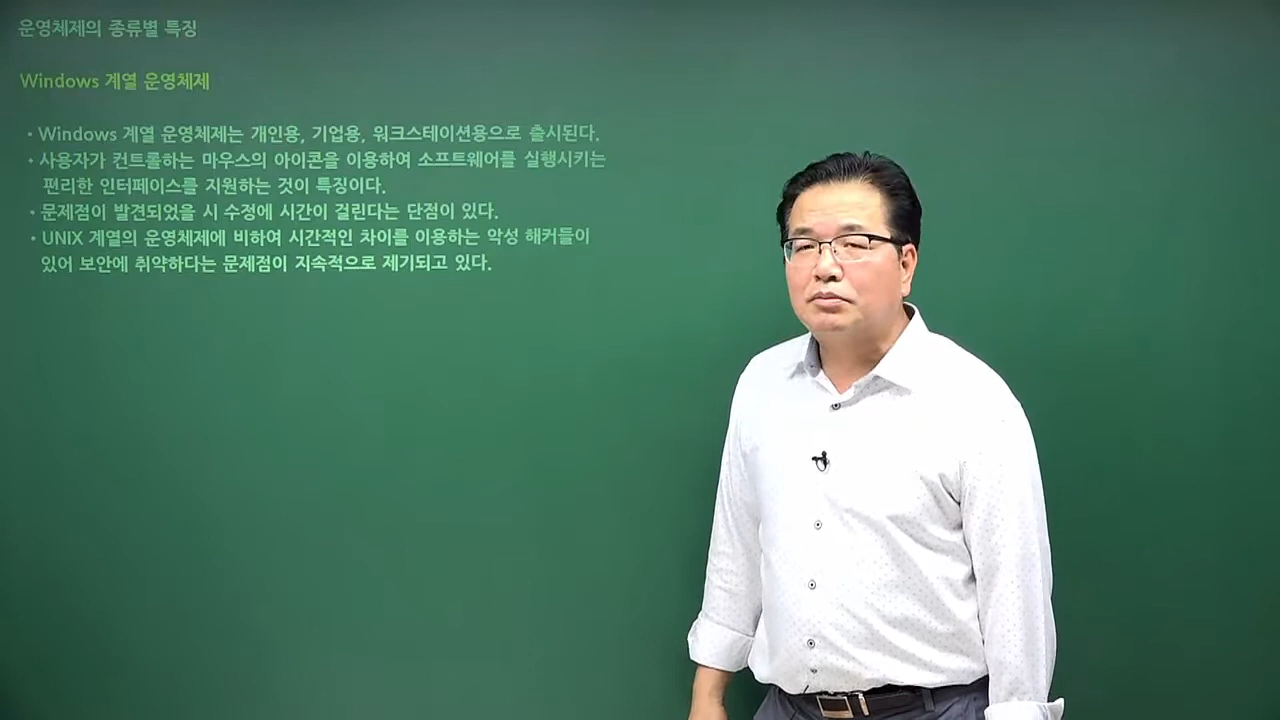 운영체제의 종류별 특징
Windows 계열 운영체제
• Windows 계열 운영체제는 개인용, 기업용, 워크스테이션용으로 출시된다.
• 사용자가 컨트롤하는 마우스의 아이콘을 이용하여 소프트웨어를 실행시키는
편리한 인터페이스를 지원하는 것이 특징이다.
• 문제점이 발견되었을 시 수정에 시간이 걸린다는 단점이 있다.
• UNIX 계열의 운영체제에 비하여 시간적인 차이를 이용하는 악성 해커들이
있어 보안에 취약하다는 문제점이 지속적으로 제기되고 있다.